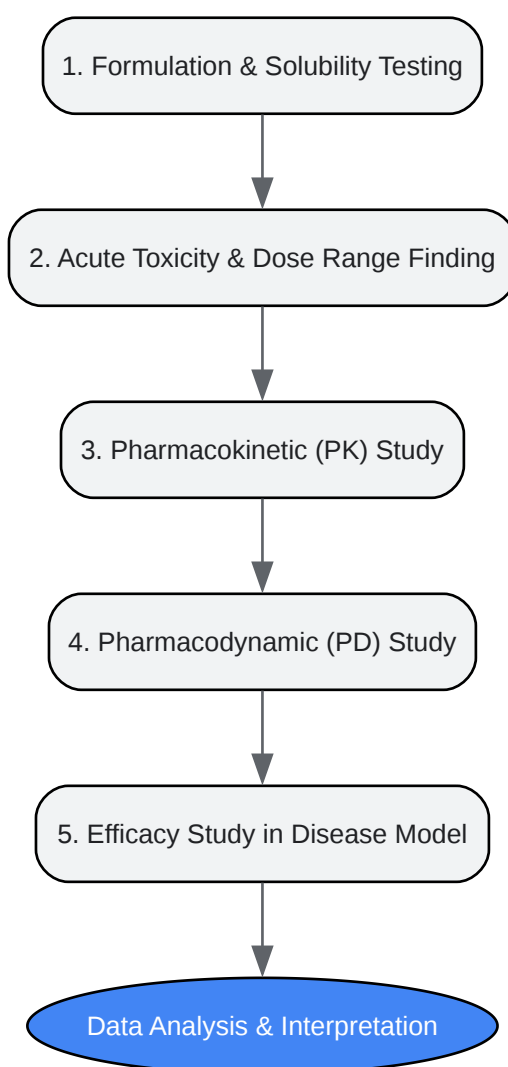 1. Formulation & Solubility Testing
2. Acute Toxicity & Dose Range Finding
3. Pharmacokinetic (PK) Study
4. Pharmacodynamic (PD) Study
5. Efficacy Study in Disease Model
Data Analysis & Interpretation